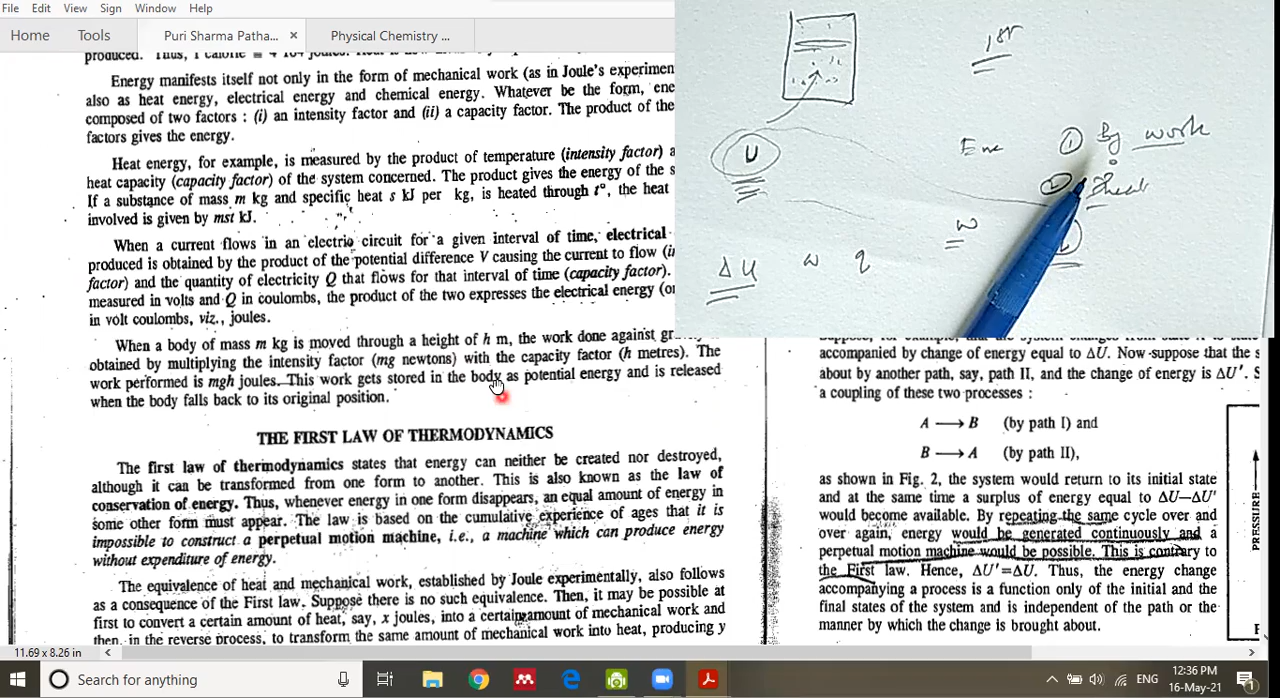 File Edit View Sign Window Help
Home Tools Puri Sharma Patha... × Physical Chemistry ...
Energy manifests itself not only in the form of mechanical work (as in Joule's experimen
also as heat energy, electrical energy and chemical energy. Whatever be the form, ene
composed of two factors : (i) an intensity factor and (ii) a capacity factor. The product of the
factors gives the energy.
Heat energy, for example, is measured by the product of temperature (intensity factor) a
heat capacity (capacity factor) of the system concerned. The product gives the energy of the s
If a substance of mass m kg and specific heat s kJ per kg, is heated through t°, the heat
involved is given by mst kJ.
When a current flows in an electric circuit for a given interval of time, electrical
produced is obtained by the product of the potential difference V causing the current to flow (in
factor) and the quantity of electricity Q that flows for that interval of time (capacity factor).
measured in volts and Q in coulombs, the product of the two expresses the electrical energy (or
in volt coulombs, viz., joules.
When a body of mass m kg is moved through a height of h m, the work done against gr
obtained by multiplying the intensity factor (mg newtons) with the capacity factor (h metres). The
work performed is mgh joules. This work gets stored in the body as potential energy and is released
when the body falls back to its original position.
THE FIRST LAW OF THERMODYNAMICS
The first law of thermodynamics states that energy can neither be created nor destroyed,
although it can be transformed from one form to another. This is also known as the law of
conservation of energy. Thus, whenever energy in one form disappears, an equal amount of energy in
some other form must appear. The law is based on the cumulative experience of ages that it is
impossible to construct a perpetual motion machine, i.e., a machine which can produce energy
without expenditure of energy.
The equivalence of heat and mechanical work, established by Joule experimentally, also follows
as a consequence of the First law. Suppose there is no such equivalence. Then, it may be possible at
first to convert a certain amount of heat, say, x joules, into a certain amount of mechanical work and
then, in the reverse process, to transform the same amount of mechanical work into heat, producing y
1st
U
Ene
① By work
② heat
w
ΔU w q
accompanied by change of energy equal to ΔU. Now suppose that the s
about by another path, say, path II, and the change of energy is ΔU'. S
a coupling of these two processes :
A ⟶ B (by path I) and
B ⟶ A (by path II),
as shown in Fig. 2, the system would return to its initial state
and at the same time a surplus of energy equal to ΔU—ΔU'
would become available. By repeating the same cycle over and
over again, energy would be generated continuously and a
perpetual motion machine would be possible. This is contrary to
the First law. Hence, ΔU'=ΔU. Thus, the energy change
accompanying a process is a function only of the initial and the
final states of the system and is independent of the path or the
manner by which the change is brought about.
PRESSURE
11.69 x 8.26 in
Search for anything
ENG
12:36 PM
16-May-21
1